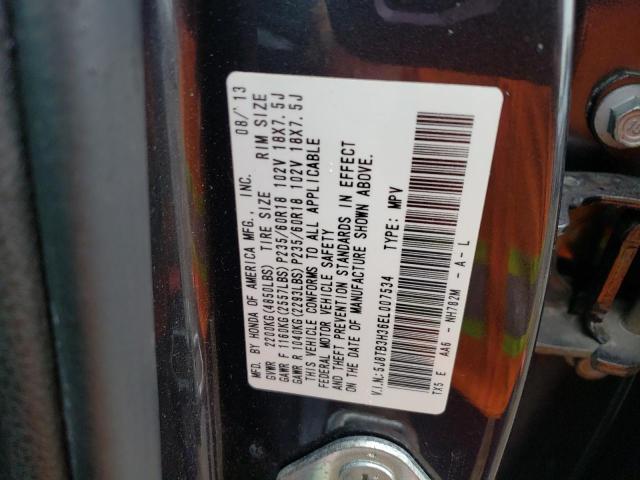 MFD. BY HONDA OF AMERICA MFG., INC. 08/'13
GVWR 2200KG(4850LBS) TIRE SIZE RIM SIZE
GAWR F 1160KG(2557LBS)P235/60R18 102V 18X7.5J
GAWR R 1040KG(2293LBS)P235/60R18 102V 18X7.5J
THIS VEHICLE CONFORMS TO ALL APPLICABLE
FEDERAL MOTOR VEHICLE SAFETY
AND THEFT PREVENTION STANDARDS IN EFFECT
ON THE DATE OF MANUFACTURE SHOWN ABOVE.
V.I.N.:5J8TB3H36EL007534 TYPE: MPV
TX5 E AA6 - NH782M - A - L